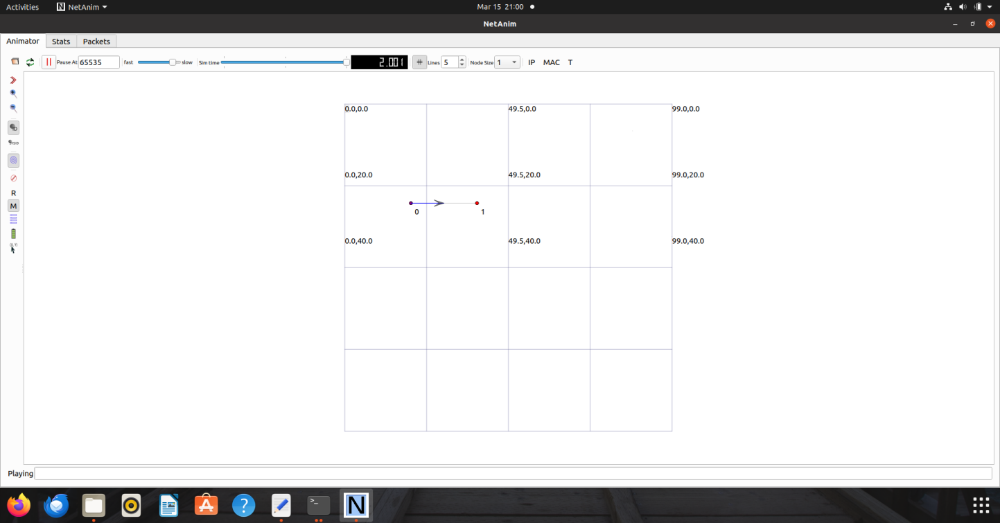 Activities NetAnim Mar 15 21:00
NetAnim
Animator Stats Packets
Pause At 65535 fast slow Sim time 2.001 # Lines 5 Node Size 1 IP MAC T
0.0,0.0 49.5,0.0 99.0,0.0
0.0,20.0 49.5,20.0 99.0,20.0
R
M
0 1
0.0,40.0 49.5,40.0 99.0,40.0
Playing